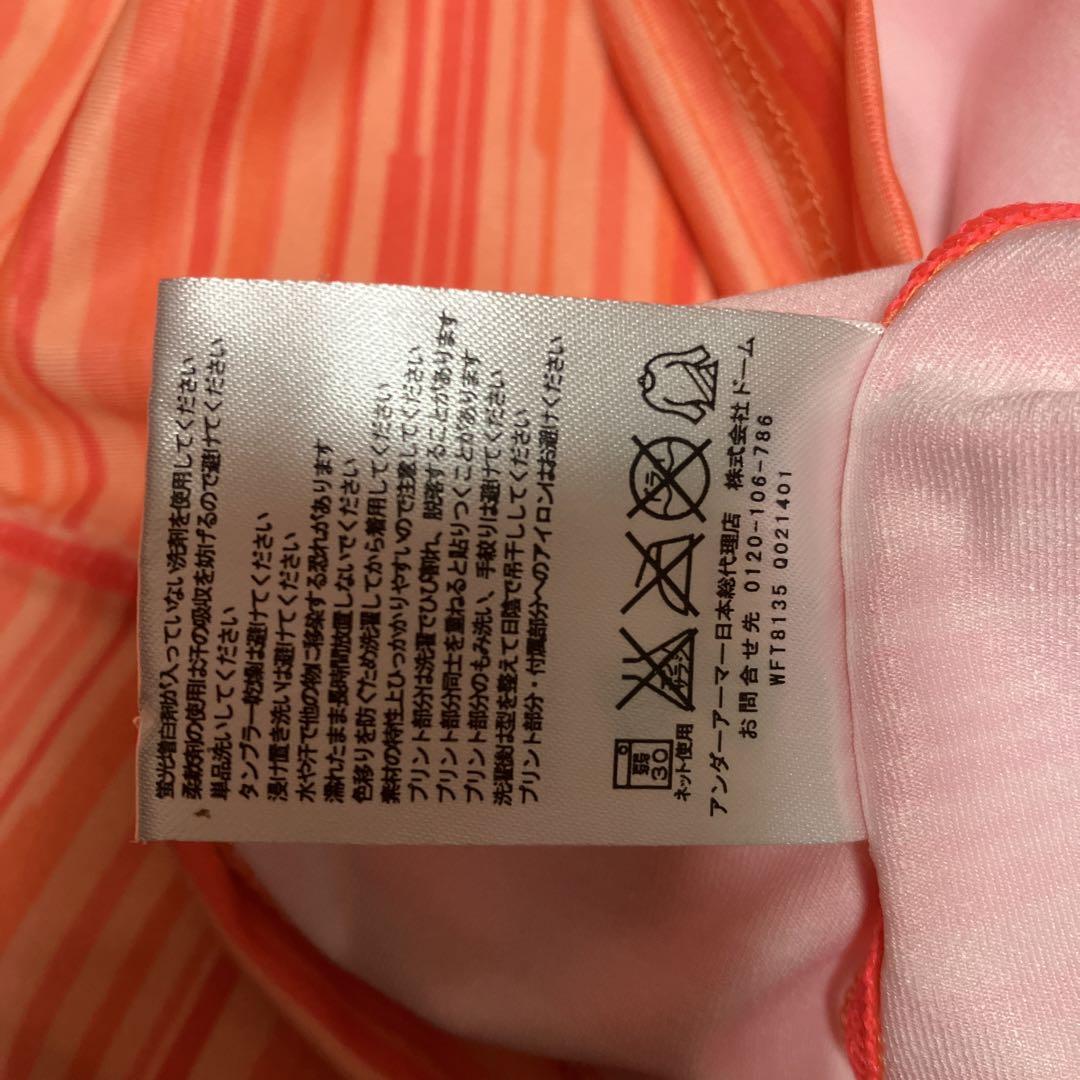 蛍光増白剤が入っていない洗剤を使用してください
柔軟剤の使用は汗の吸収を妨げるので避けてください
単品洗いしてください
タンブラー乾燥は避けてください
浸け置き洗いは避けてください
水や汗で他の物に移染する恐れがあります
濡れたまま長時間放置しないでください
色移りを防ぐため洗濯してから着用してください
素材の特性上ひっかかりやすいので注意してください
プリント部分は洗濯でひび割れ、脱落することがあります
プリント部分同士を重ねると貼りつくことがあります
プリント部分のもみ洗い、手絞りは避けてください
洗濯後は型を整えて日陰で吊干ししてください
プリント部分・付属部分へのアイロンはお避けください
弱
30
サラシ
ドライ
ネット使用
アンダーアーマー日本総代理店 株式会社ドーム
お問合せ先 0120-106-786
WFT8135 Q021401